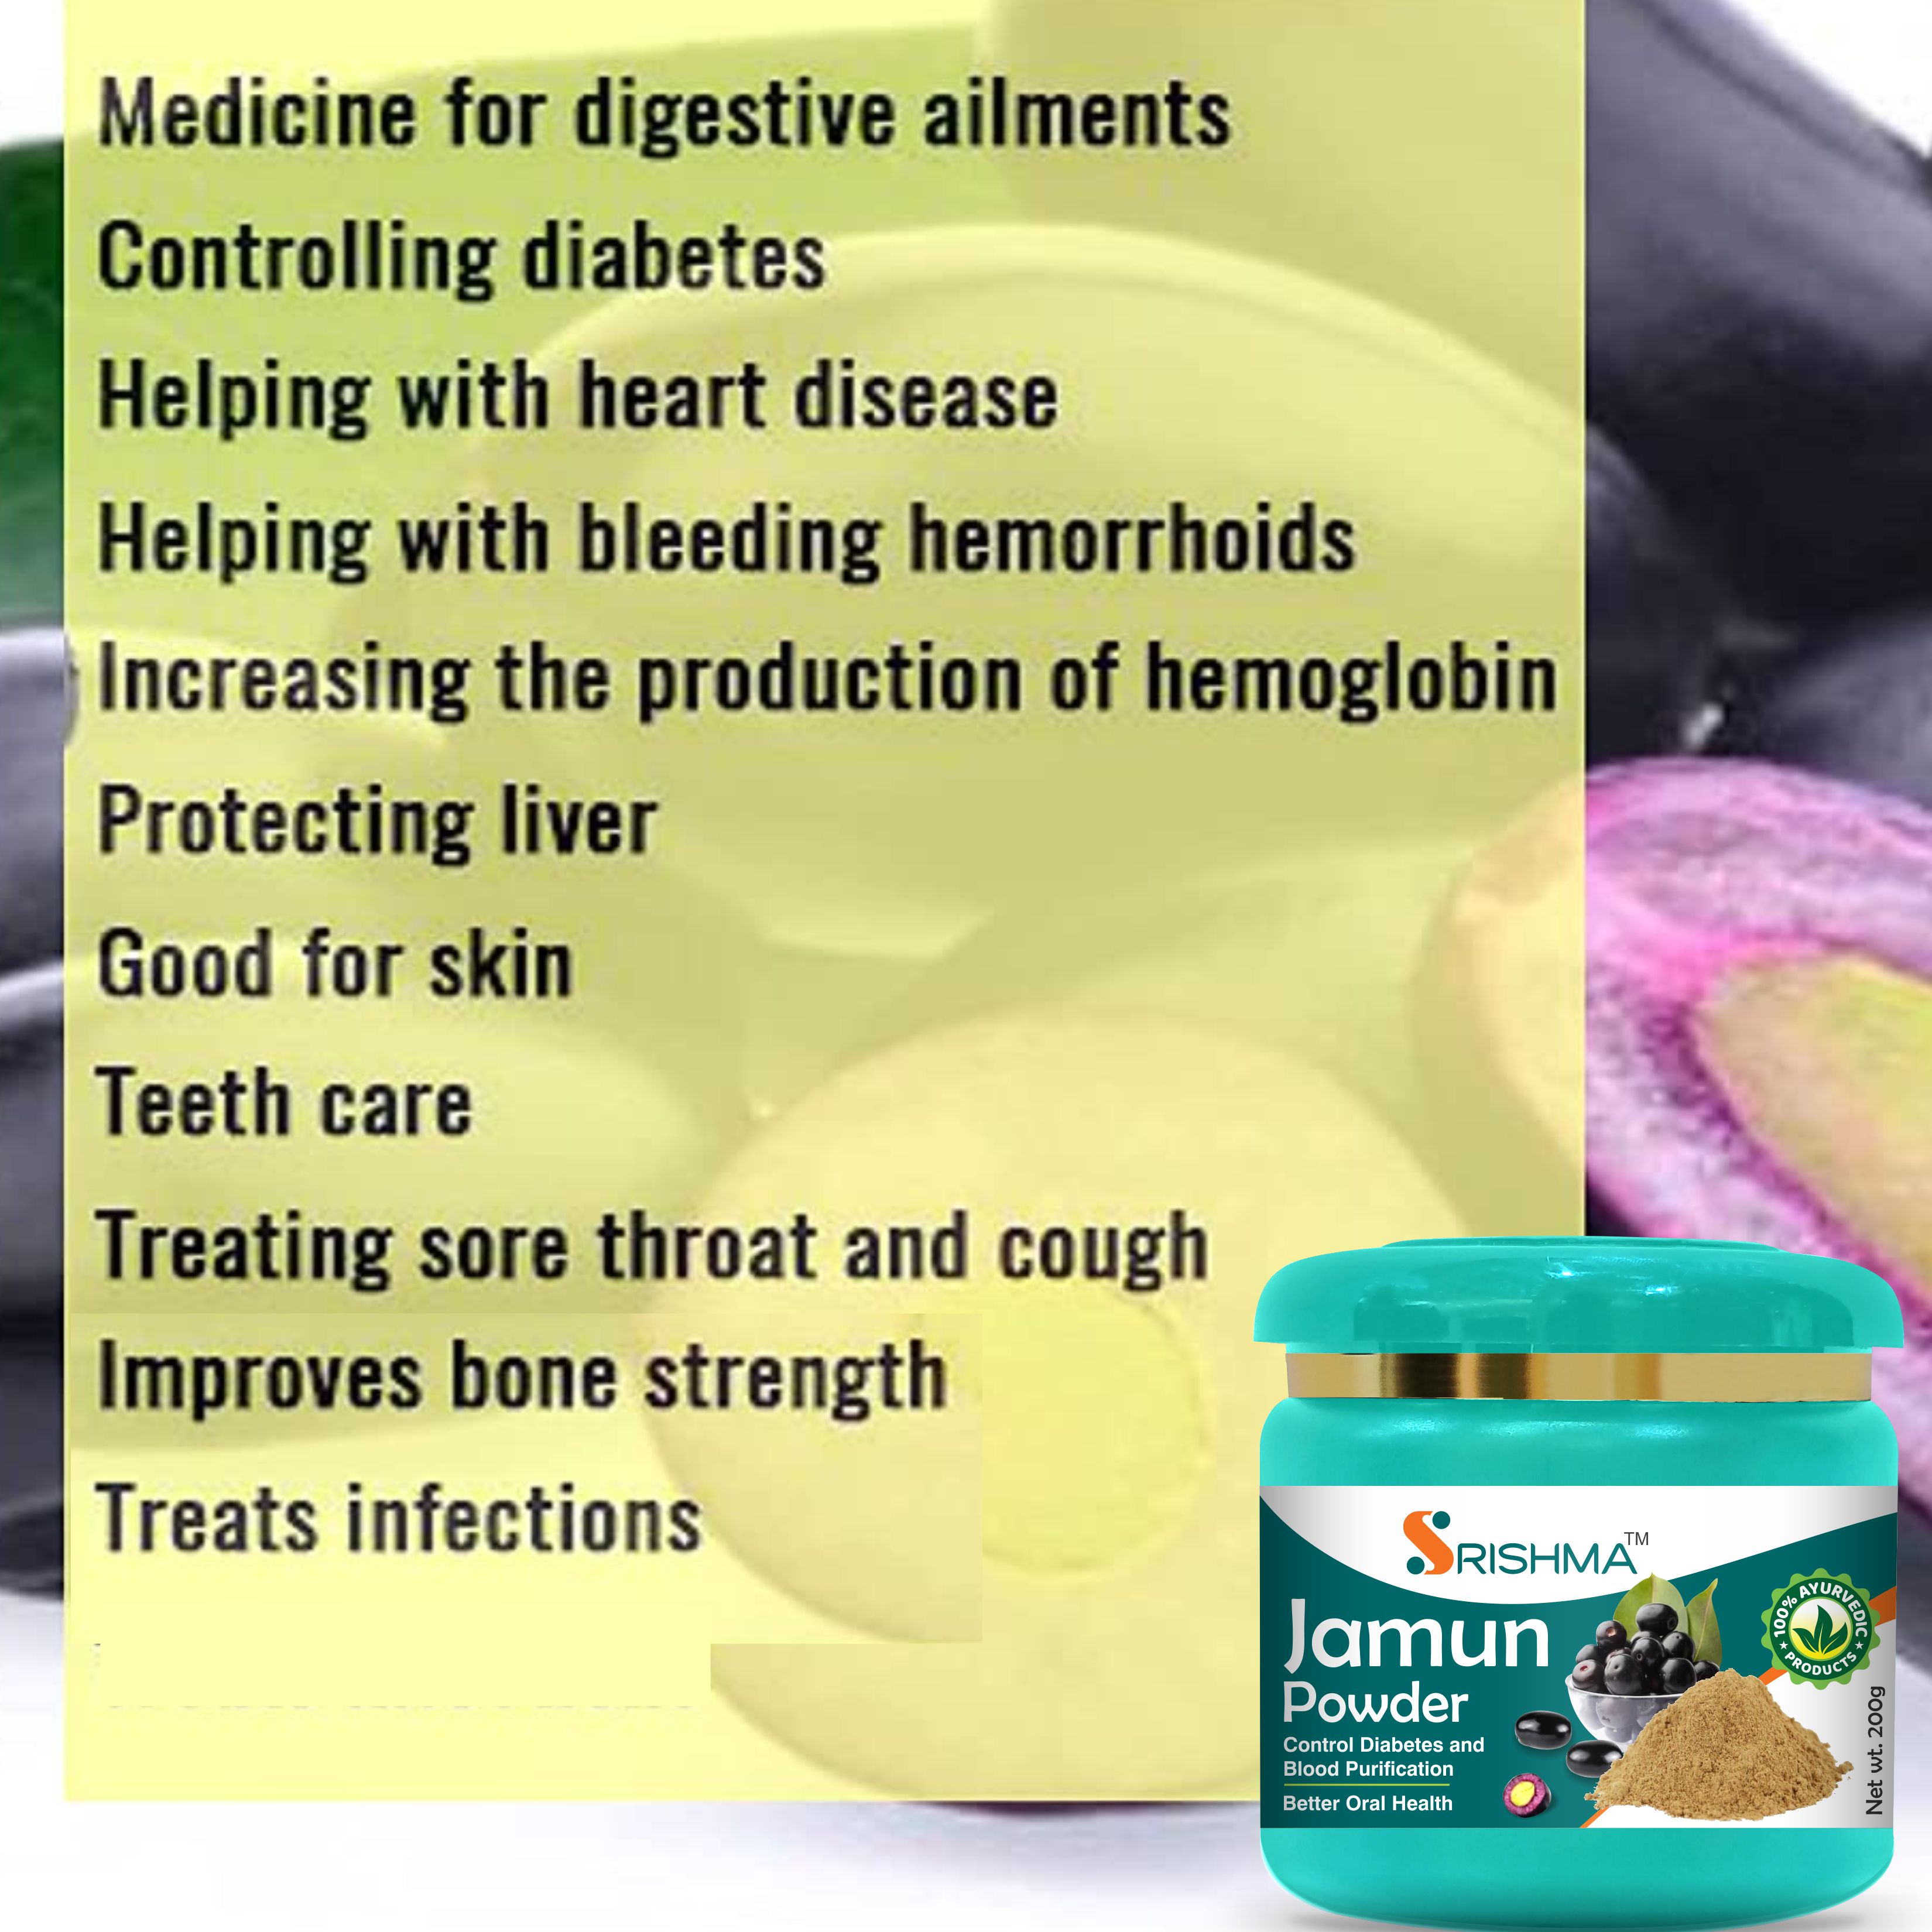 Medicine for digestive ailments
Controlling diabetes
Helping with heart disease
Helping with bleeding hemorrhoids
Increasing the production of hemoglobin
Protecting liver
Good for skin
Teeth care
Treating sore throat and cough
Improves bone strength
Treats infections
SRISHMA™
Jamun
Powder
Control Diabetes and
Blood Purification
Better Oral Health
100% AYURVEDIC
PRODUCTS
Net wt. 200g